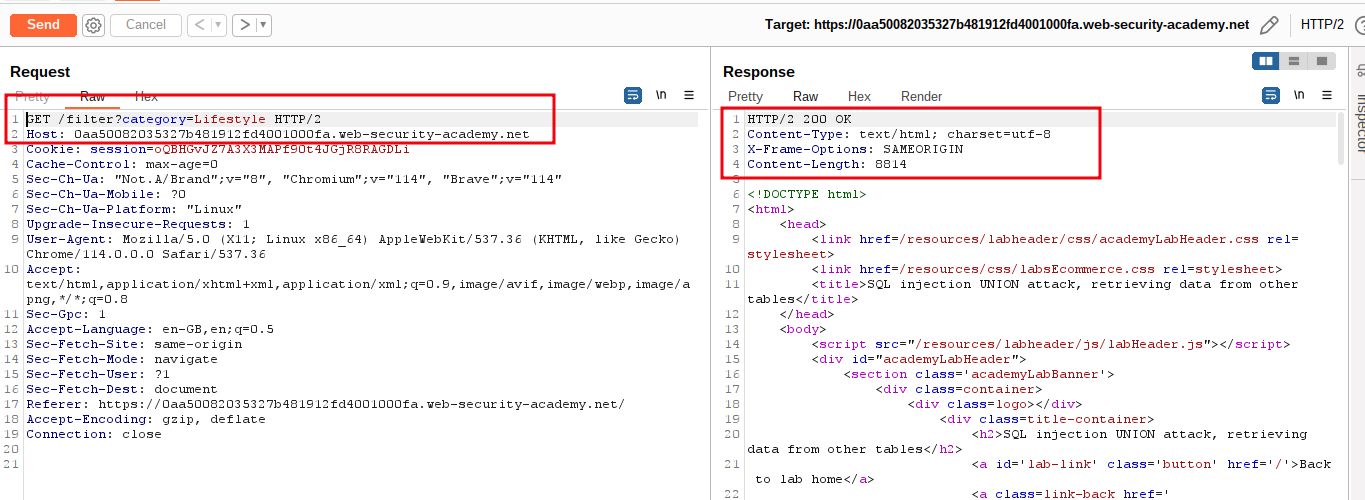 Send
Cancel
<
>
Target: https://0aa50082035327b481912fd4001000fa.web-security-academy.net
HTTP/2
Request
Pretty Raw Hex
\n
1 GET /filter?category=Lifestyle HTTP/2
2 Host: 0aa50082035327b481912fd4001000fa.web-security-academy.net
3 Cookie: session=oQBHGvJZ7A3X3MAPf9Ot4JGjR8RAGDLi
4 Cache-Control: max-age=0
5 Sec-Ch-Ua: "Not.A/Brand";v="8", "Chromium";v="114", "Brave";v="114"
6 Sec-Ch-Ua-Mobile: ?0
7 Sec-Ch-Ua-Platform: "Linux"
8 Upgrade-Insecure-Requests: 1
9 User-Agent: Mozilla/5.0 (X11; Linux x86_64) AppleWebKit/537.36 (KHTML, like Gecko)
Chrome/114.0.0.0 Safari/537.36
10 Accept:
text/html,application/xhtml+xml,application/xml;q=0.9,image/avif,image/webp,image/a
png,*/*;q=0.8
11 Sec-Gpc: 1
12 Accept-Language: en-GB,en;q=0.5
13 Sec-Fetch-Site: same-origin
14 Sec-Fetch-Mode: navigate
15 Sec-Fetch-User: ?1
16 Sec-Fetch-Dest: document
17 Referer: https://0aa50082035327b481912fd4001000fa.web-security-academy.net/
18 Accept-Encoding: gzip, deflate
19 Connection: close
20
21
Response
Pretty Raw Hex Render
\n
1 HTTP/2 200 OK
2 Content-Type: text/html; charset=utf-8
3 X-Frame-Options: SAMEORIGIN
4 Content-Length: 8814
5
6 <!DOCTYPE html>
7 <html>
8 <head>
9 <link href=/resources/labheader/css/academyLabHeader.css rel=
stylesheet>
10 <link href=/resources/css/labsEcommerce.css rel=stylesheet>
11 <title>SQL injection UNION attack, retrieving data from other
tables</title>
12 </head>
13 <body>
14 <script src="/resources/labheader/js/labHeader.js"></script>
15 <div id="academyLabHeader">
16 <section class='academyLabBanner'>
17 <div class=container>
18 <div class=logo></div>
19 <div class=title-container>
20 <h2>SQL injection UNION attack, retrieving
data from other tables</h2>
21 <a id='lab-link' class='button' href='/'>Back
to lab home</a>
22 <a class=link-back href='
Inspector